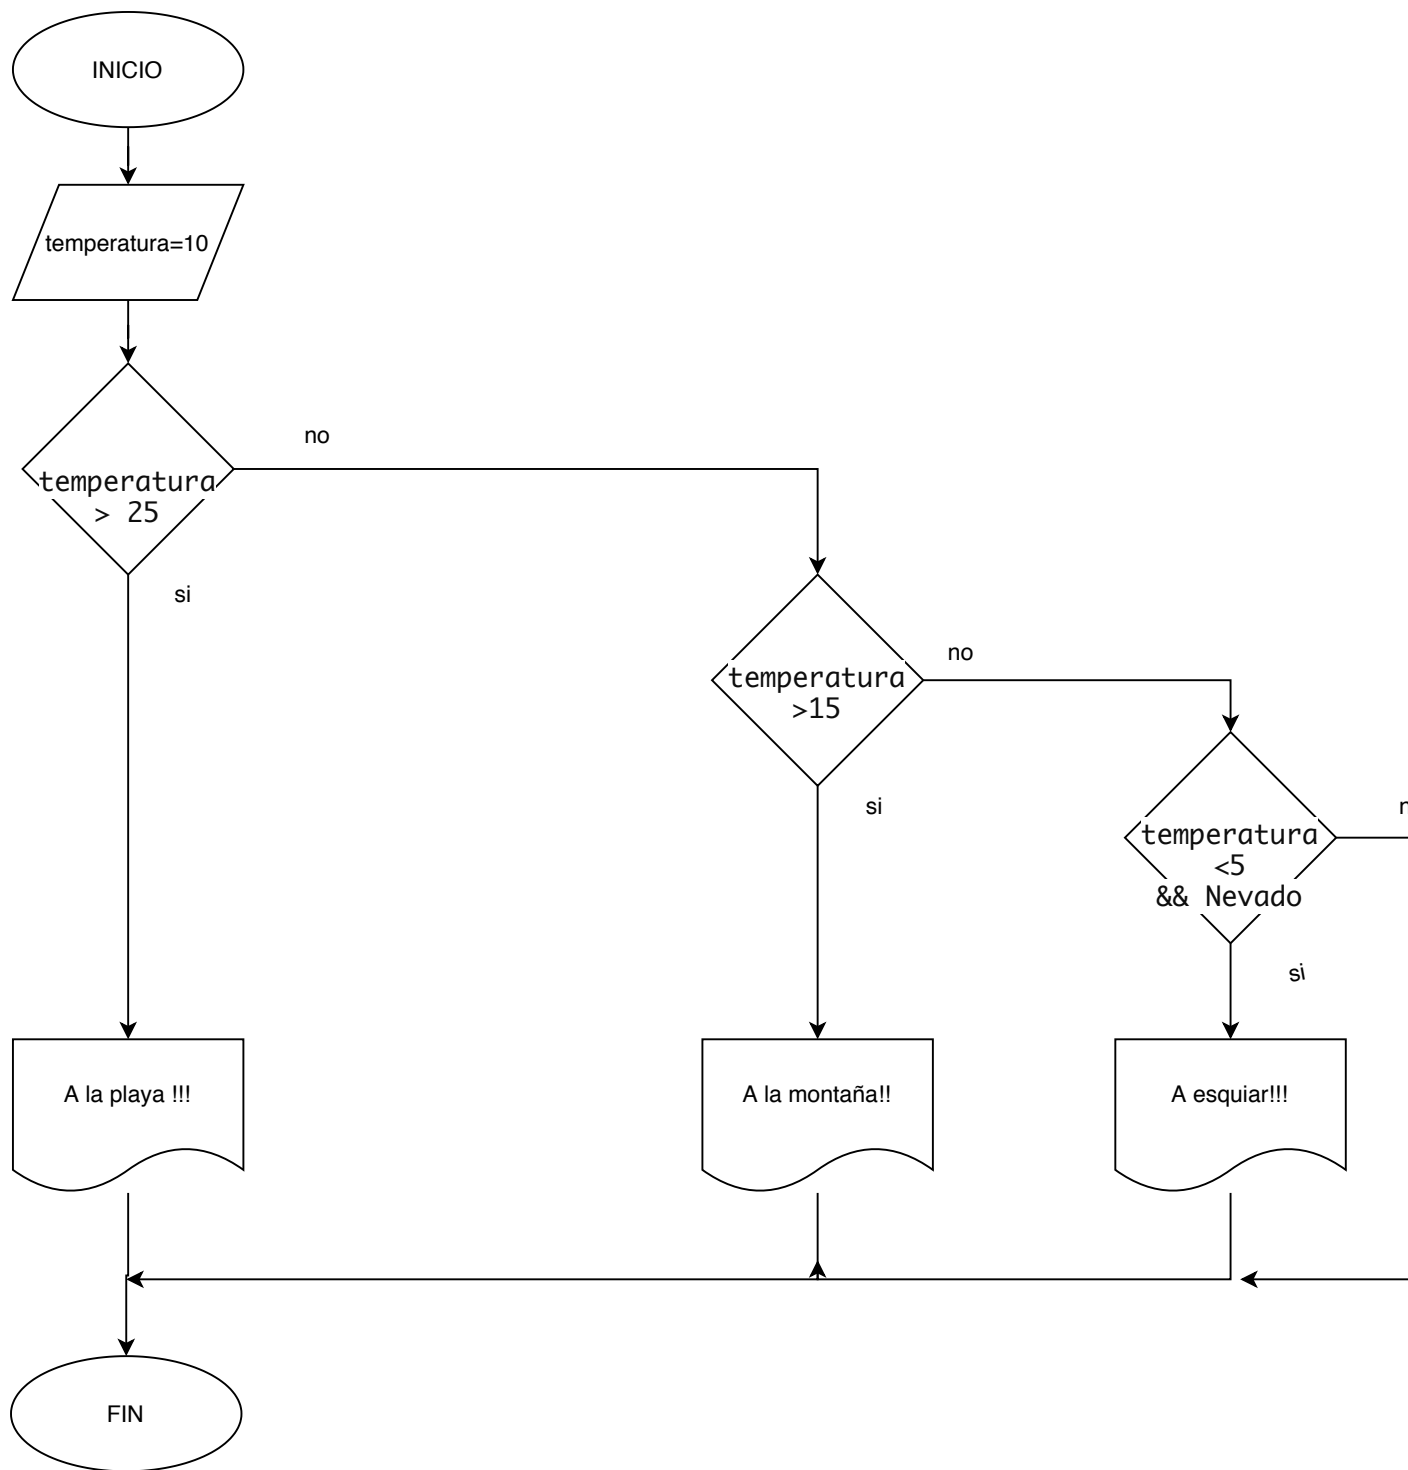 INICIO
temperatura=10
no
temperatura
> 25
si
no
temperatura
>15
si
temperatura
<5
&& Nevado
si
A la playa !!!
A la montaña!!
A esquiar!!!
FIN